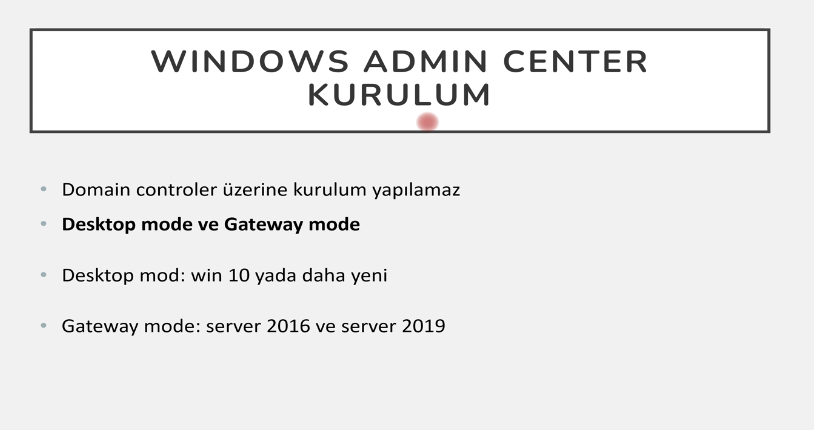 WINDOWS ADMIN CENTER
KURULUM
• Domain controler üzerine kurulum yapılamaz
• Desktop mode ve Gateway mode
• Desktop mod: win 10 yada daha yeni
• Gateway mode: server 2016 ve server 2019